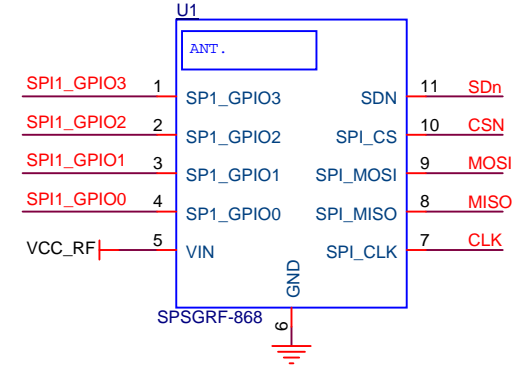 U1
ANT.
SPI1_GPIO3 1 SP1_GPIO3 SDN 11 SDn
SPI1_GPIO2 2 SP1_GPIO2 SPI_CS 10 CSN
SPI1_GPIO1 3 SP1_GPIO1 SPI_MOSI 9 MOSI
SPI1_GPIO0 4 SP1_GPIO0 SPI_MISO 8 MISO
VCC_RF 5 VIN SPI_CLK 7 CLK
GND
SPSGRF-868 6